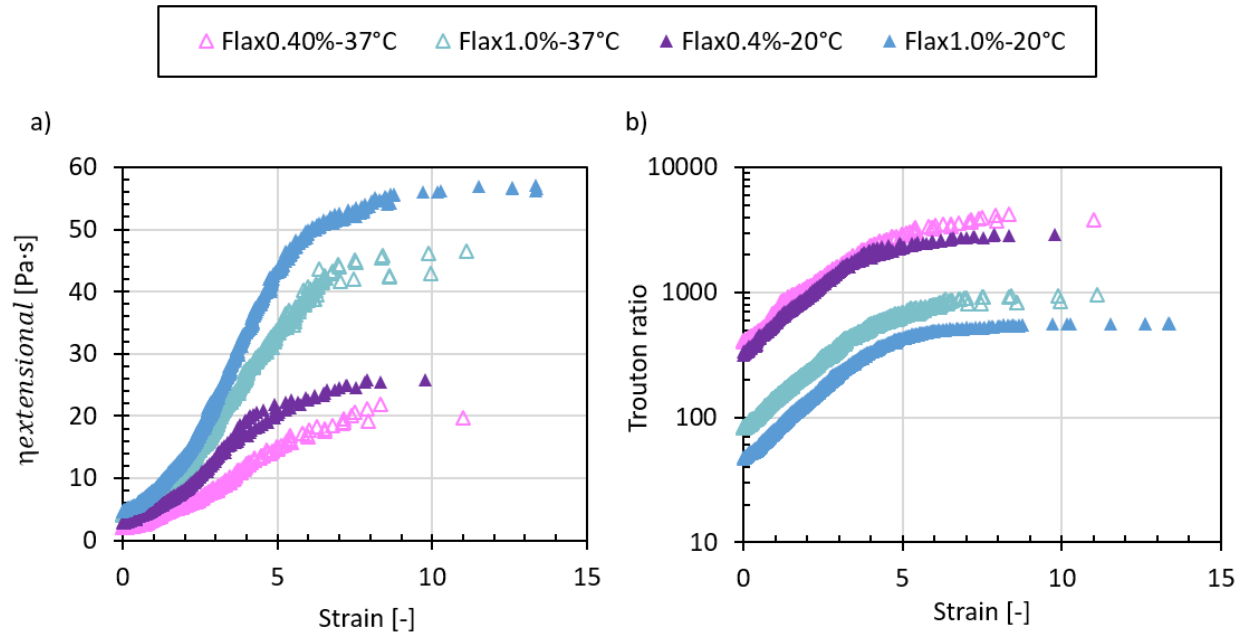 Flax0.40%-37°C Flax1.0%-37°C Flax0.4%-20°C Flax1.0%-20°C
a)
b)
ηextensional [Pa·s]
60
50
40
30
20
10
0
0 5 10 15
Strain [-]
Trouton ratio
10000
1000
100
10
0 5 10 15
Strain [-]